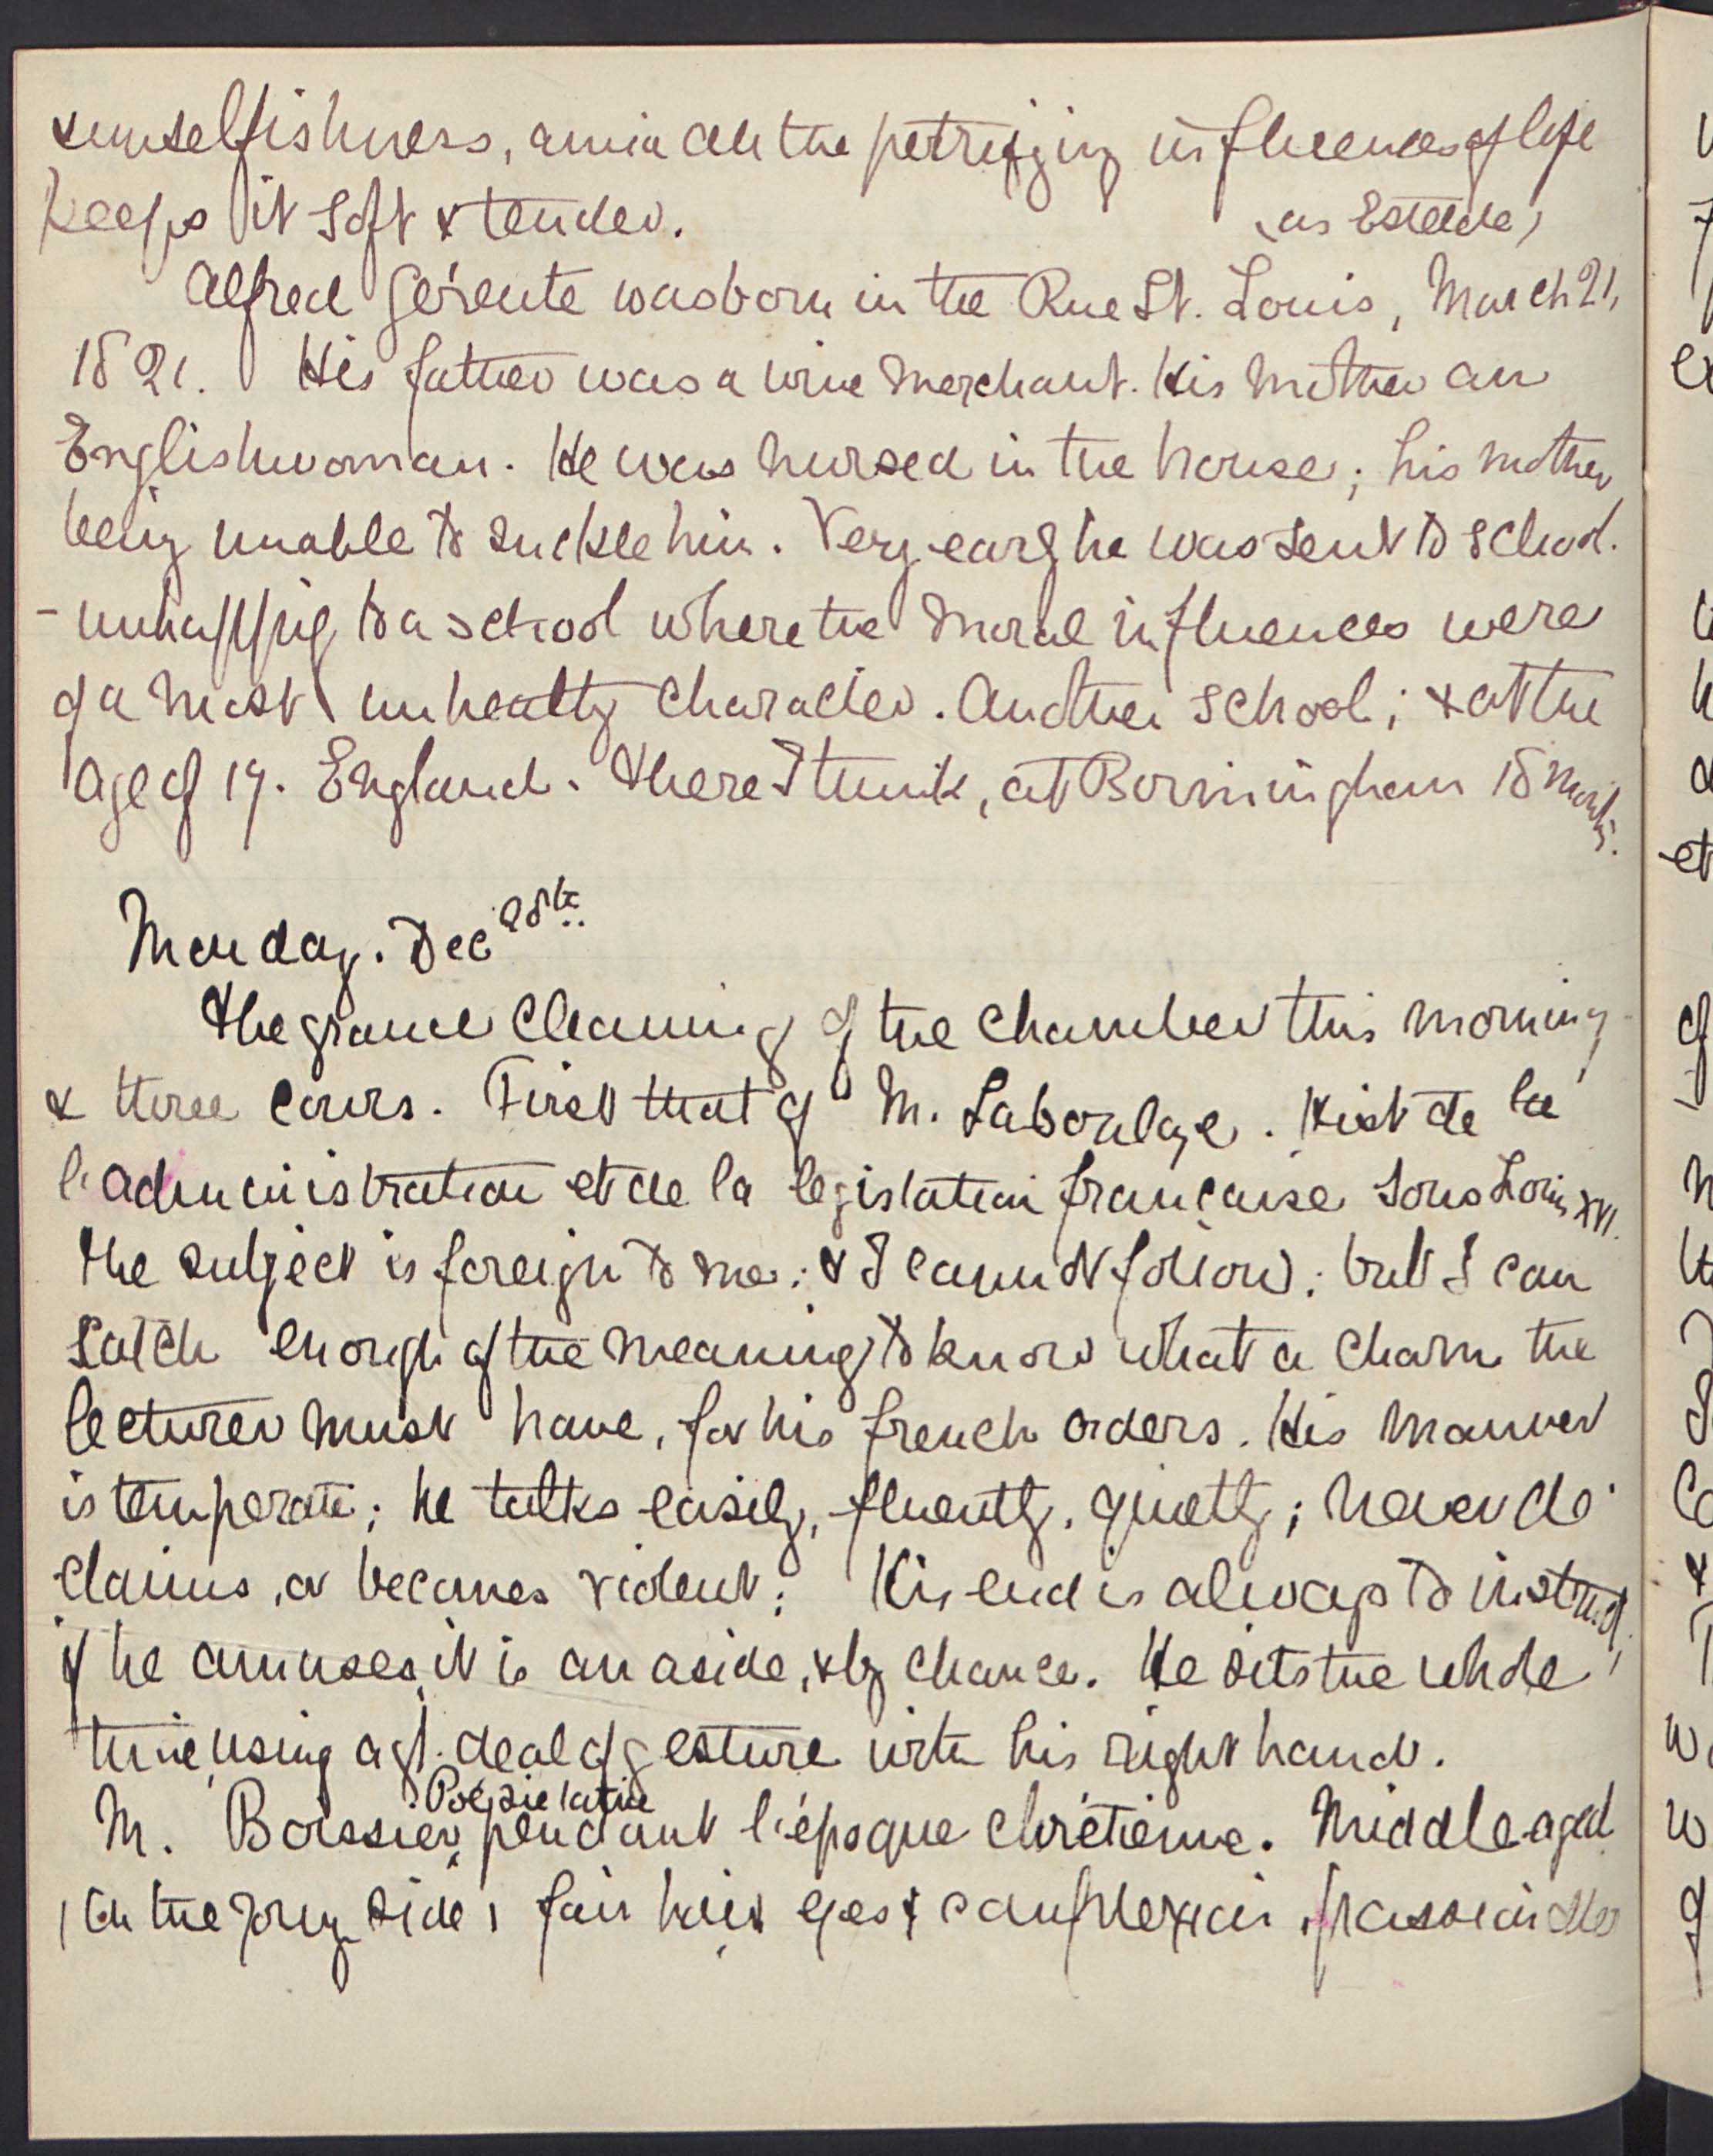 & unselfishness, amid all the petrifying influences of life
keeps it soft & tender.
(as Estelle)
Alfred Gérente was born in the Rue St. Louis, March 21,
1821. His father was a wine merchant. His mother an
Englishwoman. He was nursed in the house; his mother
being unable to suckle him. Very early he was sent to school.
- unhappily to a school where the moral influences were
of a most unhealthy character. Another school; & at the
age of 17. England. There I think, at Birmingham 18 months.
Monday. Dec 28th
The grand cleaning of the chamber this morning
& three cours. First that of M. Laboulaye. Hist de la
l'administration et de la legislation française sous Louis XVI.
The subject is foreign to me; & I cannot follow; but I can
catch enough of the meaning to know what a charm the
lecturer must have, for his french orders. His manner
is temperate; he talks easily, fluently, quietly; never de
claims, or becomes violent; His end is always to instruct;
if he amuses, it is an aside, & by chance. He sits the whole
time, using a gt. deal of gesture with his right hand.
Poésie latine
M. Boissier, pendant l'époque chrétienne. Middle aged
(on the young side) fair hair eyes & complexion